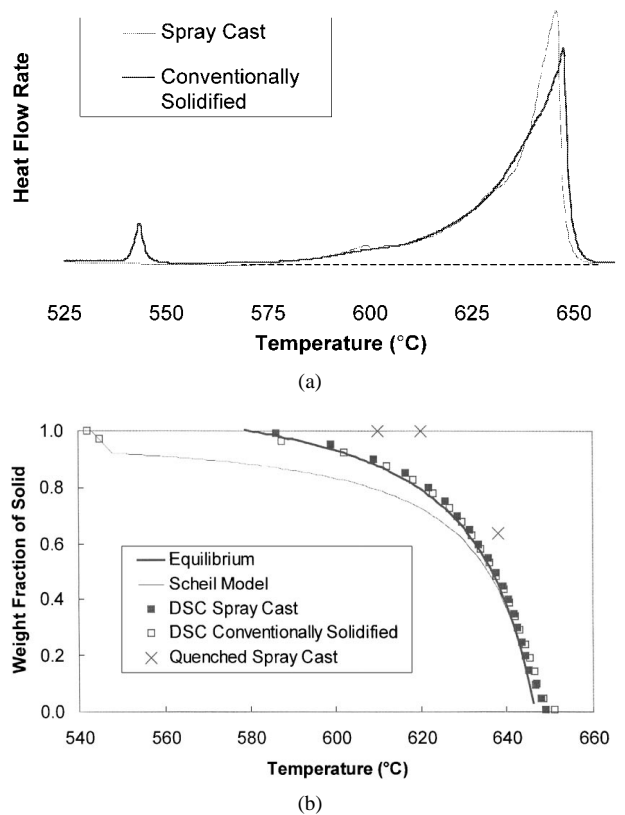 Spray Cast
Conventionally
Solidified
Heat Flow Rate
525 550 575 600 625 650
Temperature (°C)
(a)
Weight Fraction of Solid
1.0
0.8
0.6
0.4
0.2
0.0
Equilibrium
Scheil Model
DSC Spray Cast
DSC Conventionally Solidified
Quenched Spray Cast
540 560 580 600 620 640 660
Temperature (°C)
(b)